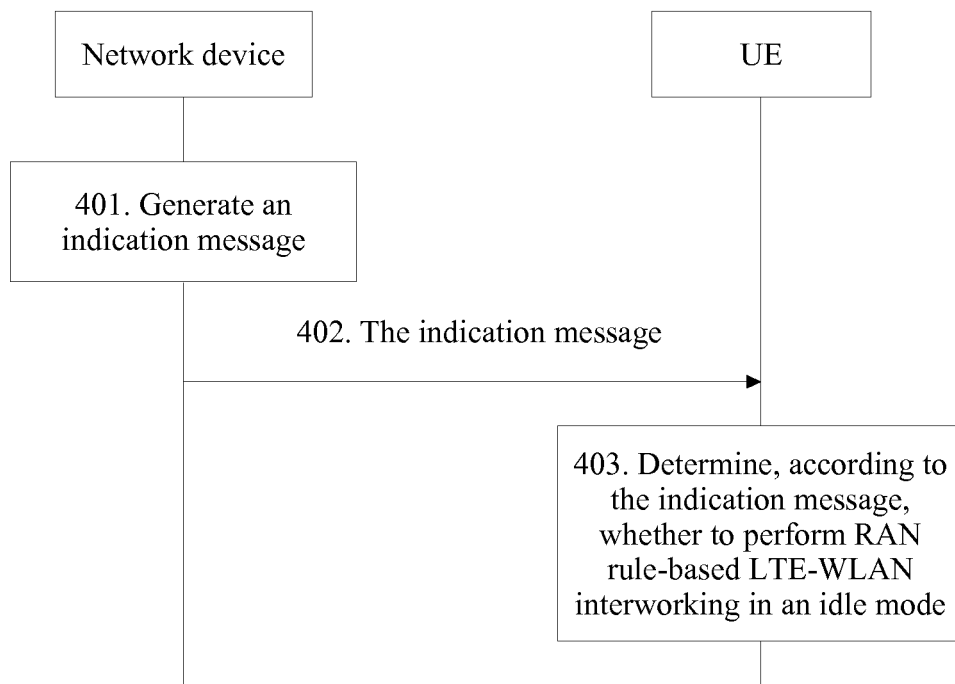 Network device
UE
401. Generate an
indication message
402. The indication message
403. Determine, according to
the indication message,
whether to perform RAN
rule-based LTE-WLAN
interworking in an idle mode